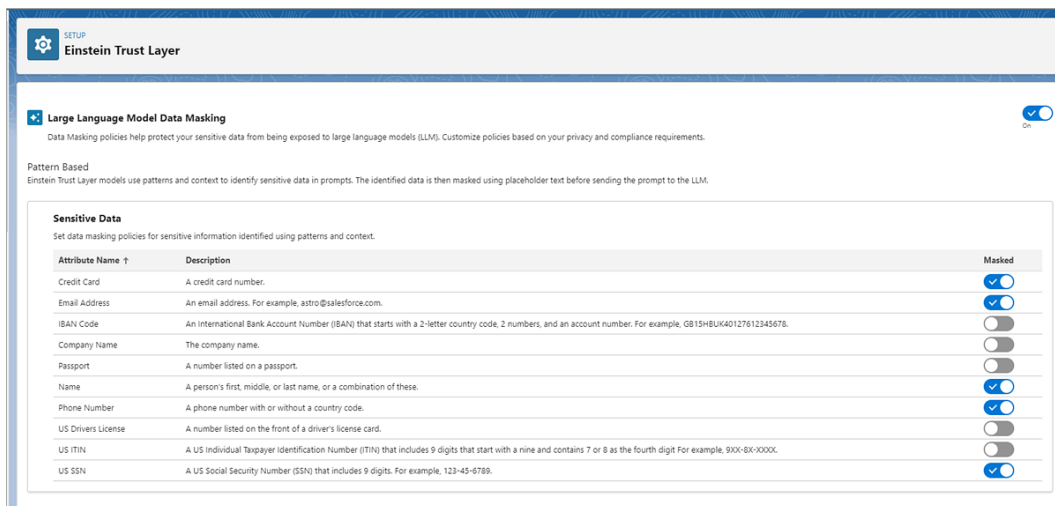 SETUP
Einstein Trust Layer
Large Language Model Data Masking
On
Data Masking policies help protect your sensitive data from being exposed to large language models (LLM). Customize policies based on your privacy and compliance requirements.
Pattern Based
Einstein Trust Layer models use patterns and context to identify sensitive data in prompts. The identified data is then masked using placeholder text before sending the prompt to the LLM.
Sensitive Data
Set data masking policies for sensitive information identified using patterns and context.
Attribute Name ↑ Description Masked
Credit Card A credit card number.
Email Address An email address. For example, astro@salesforce.com.
IBAN Code An International Bank Account Number (IBAN) that starts with a 2-letter country code, 2 numbers, and an account number. For example, GB15HBUK40127612345678.
Company Name The company name.
Passport A number listed on a passport.
Name A person's first, middle, or last name, or a combination of these.
Phone Number A phone number with or without a country code.
US Drivers License A number listed on the front of a driver's license card.
US ITIN A US Individual Taxpayer Identification Number (ITIN) that includes 9 digits that start with a nine and contains 7 or 8 as the fourth digit For example, 9XX-8X-XXXX.
US SSN A US Social Security Number (SSN) that includes 9 digits. For example, 123-45-6789.